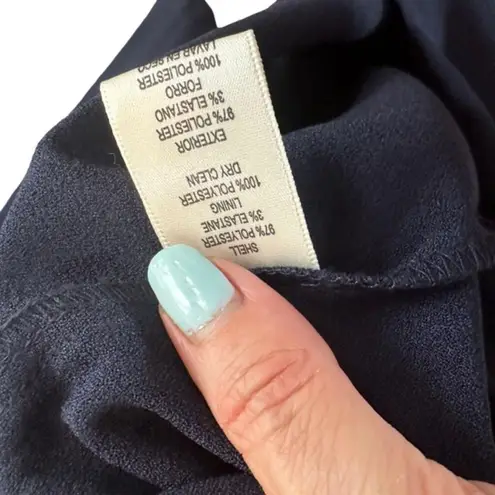 SHELL
97% POLYESTER
3% ELASTANE
LINING
100% POLYESTER
DRY CLEAN
EXTERIOR
97% POLIESTER
3% ELASTANO
FORRO
100% POLIESTER
LAVAR EN SECO